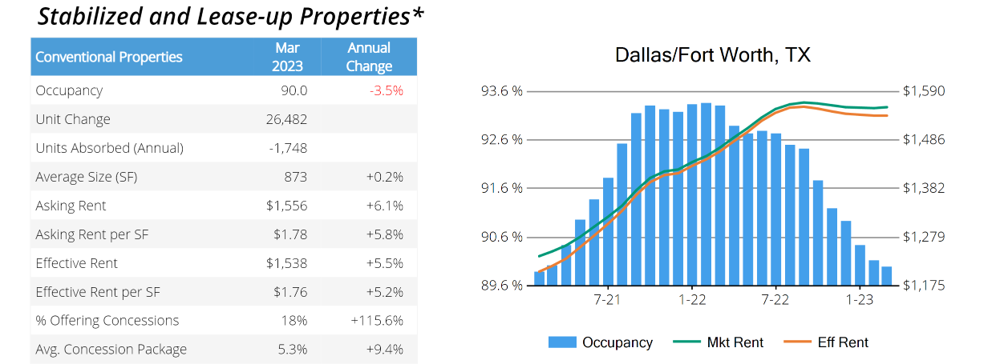 Stabilized and Lease-up Properties*
Conventional Properties Mar 2023 Annual Change
Occupancy 90.0 -3.5%
Unit Change 26,482
Units Absorbed (Annual) -1,748
Average Size (SF) 873 +0.2%
Asking Rent $1,556 +6.1%
Asking Rent per SF $1.78 +5.8%
Effective Rent $1,538 +5.5%
Effective Rent per SF $1.76 +5.2%
% Offering Concessions 18% +115.6%
Avg. Concession Package 5.3% +9.4%
Dallas/Fort Worth, TX
93.6 % $1,590
92.6 % $1,486
91.6 % $1,382
90.6 % $1,279
89.6 % $1,175
7-21 1-22 7-22 1-23
Occupancy Mkt Rent Eff Rent